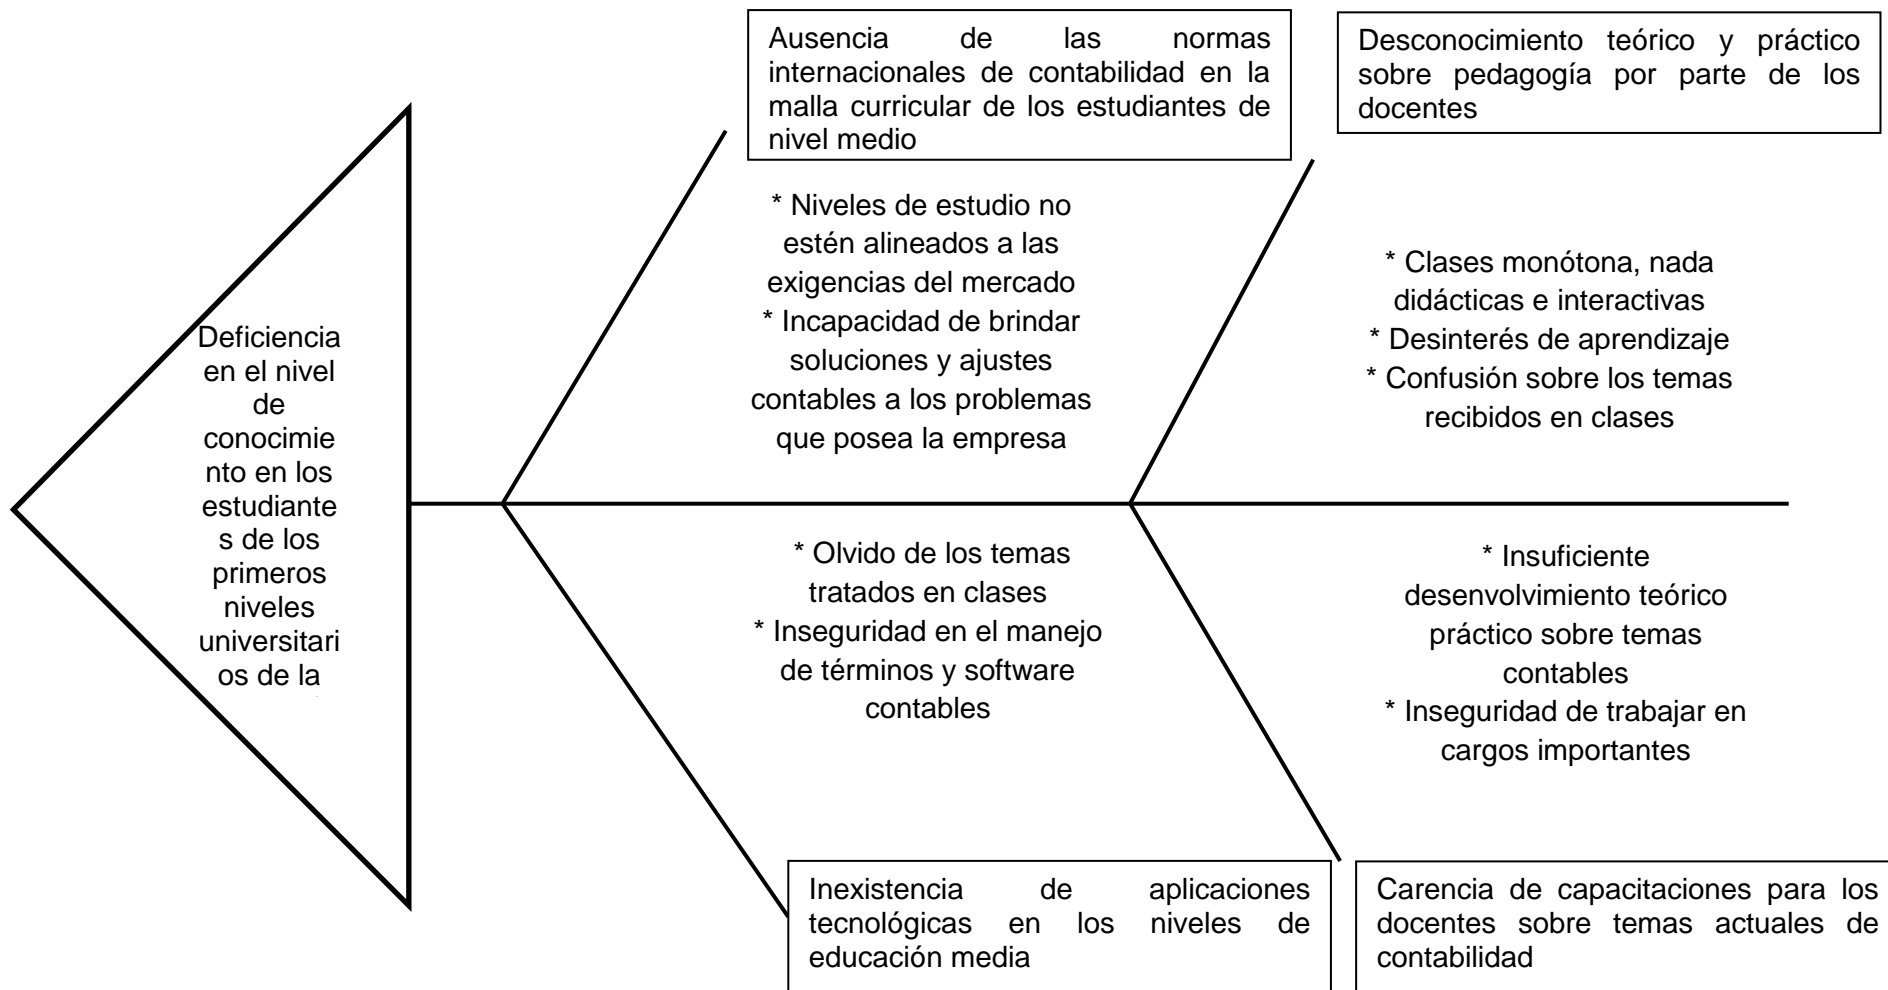 Ausencia de las normas
internacionales de contabilidad en la
malla curricular de los estudiantes de
nivel medio
Desconocimiento teórico y práctico
sobre pedagogía por parte de los
docentes
* Niveles de estudio no
estén alineados a las
exigencias del mercado
* Incapacidad de brindar
soluciones y ajustes
contables a los problemas
que posea la empresa
* Clases monótona, nada
didácticas e interactivas
* Desinterés de aprendizaje
* Confusión sobre los temas
recibidos en clases
Deficiencia
en el nivel
de
conocimie
nto en los
estudiante
s de los
primeros
niveles
universitari
os de la
* Olvido de los temas
tratados en clases
* Inseguridad en el manejo
de términos y software
contables
* Insuficiente
desenvolvimiento teórico
práctico sobre temas
contables
* Inseguridad de trabajar en
cargos importantes
Inexistencia de aplicaciones
tecnológicas en los niveles de
educación media
Carencia de capacitaciones para los
docentes sobre temas actuales de
contabilidad